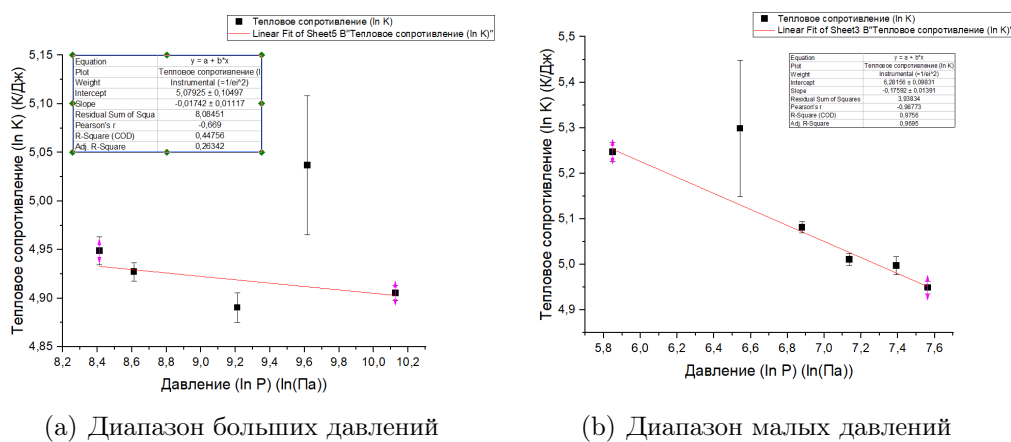 Тепловое сопротивление (ln K)
Linear Fit of Sheet5 B"Тепловое сопротивление (ln K)"
Equation y = a + b*x
Plot Тепловое сопротивление (l
Weight Instrumental (=1/ei^2)
Intercept 5,07925 ± 0,10497
Slope -0,01742 ± 0,01117
Residual Sum of Squa 8,08451
Pearson's r -0,669
R-Square (COD) 0,44756
Adj. R-Square 0,26342
Тепловое сопротивление (ln K) (К/Дж)
5,15
5,10
5,05
5,00
4,95
4,90
4,85
8,2 8,4 8,6 8,8 9,0 9,2 9,4 9,6 9,8 10,0 10,2
Давление (ln P) (ln(Па))
(a) Диапазон больших давлений
Тепловое сопротивление (ln K)
Linear Fit of Sheet3 B"Тепловое сопротивление (ln K)"
Equation y = a + b*x
Plot Тепловое сопротивление (ln K)
Weight Instrumental (=1/ei^2)
Intercept 6,28156 ± 0,09831
Slope -0,17592 ± 0,01391
Residual Sum of Squares 3,93834
Pearson's r -0,98773
R-Square (COD) 0,9756
Adj. R-Square 0,9695
Тепловое сопротивление (ln K) (К/Дж)
5,5
5,4
5,3
5,2
5,1
5,0
4,9
5,8 6,0 6,2 6,4 6,6 6,8 7,0 7,2 7,4 7,6
Давление (ln P) (ln(Па))
(b) Диапазон малых давлений